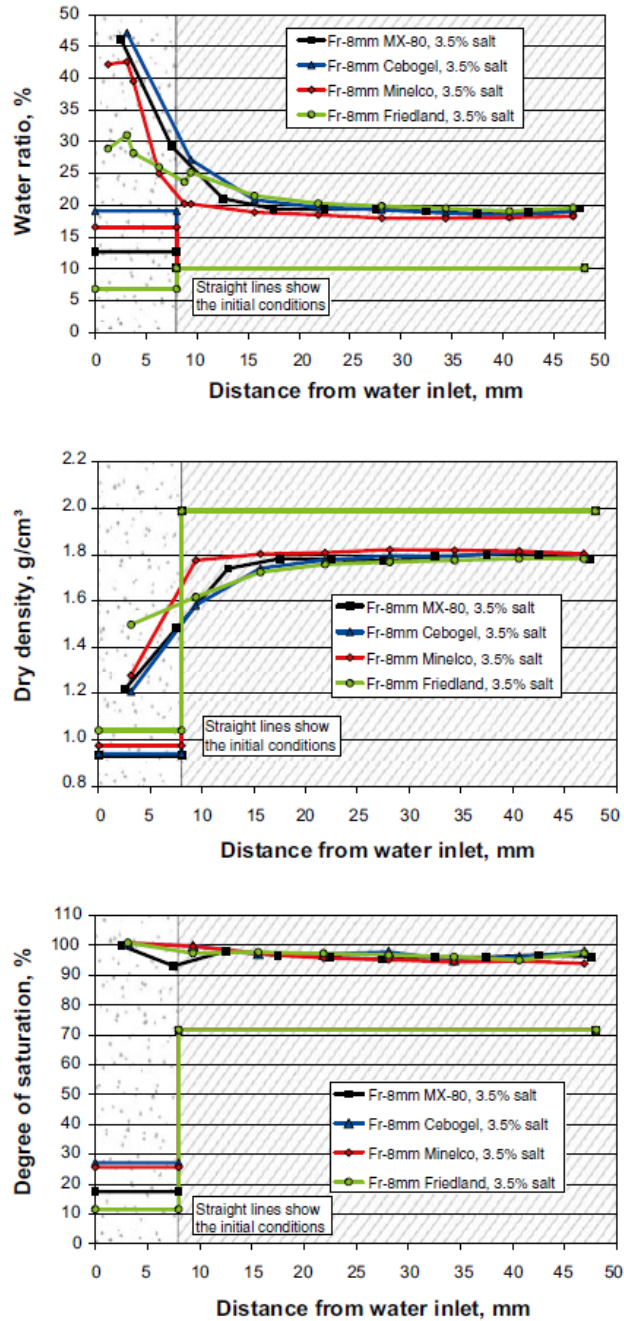 50
45
40
35
30
25
20
15
10
5
0
Water ratio, %
Fr-8mm MX-80, 3.5% salt
Fr-8mm Cebogel, 3.5% salt
Fr-8mm Minelco, 3.5% salt
Fr-8mm Friedland, 3.5% salt
Straight lines show
the initial conditions
0 5 10 15 20 25 30 35 40 45 50
Distance from water inlet, mm
2.2
2.0
1.8
1.6
1.4
1.2
1.0
0.8
Dry density, g/cm³
Fr-8mm MX-80, 3.5% salt
Fr-8mm Cebogel, 3.5% salt
Fr-8mm Minelco, 3.5% salt
Fr-8mm Friedland, 3.5% salt
Straight lines show
the initial conditions
0 5 10 15 20 25 30 35 40 45 50
Distance from water inlet, mm
110
100
90
80
70
60
50
40
30
20
10
0
Degree of saturation, %
Fr-8mm MX-80, 3.5% salt
Fr-8mm Cebogel, 3.5% salt
Fr-8mm Minelco, 3.5% salt
Fr-8mm Friedland, 3.5% salt
Straight lines show
the initial conditions
0 5 10 15 20 25 30 35 40 45 50
Distance from water inlet, mm